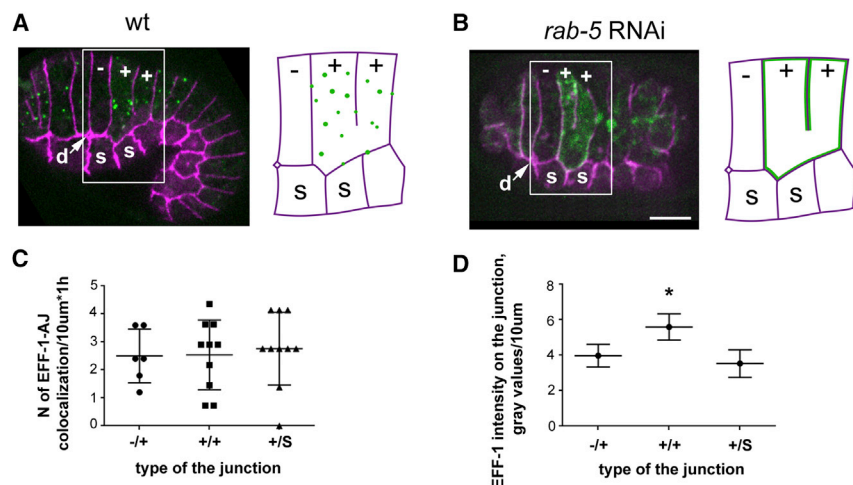 A
wt
- + +
d
s s
- + +
S S
B
rab-5 RNAi
- + +
d
s s
- + +
S S
C
N of EFF-1-AJ
colocalization/10um*1h
5
4
3
2
1
0
-/+ +/+ +/S
type of the junction
D
EFF-1 intensity on the junction,
gray values/10um
8
6
4
2
0
*
-/+ +/+ +/S
type of the junction